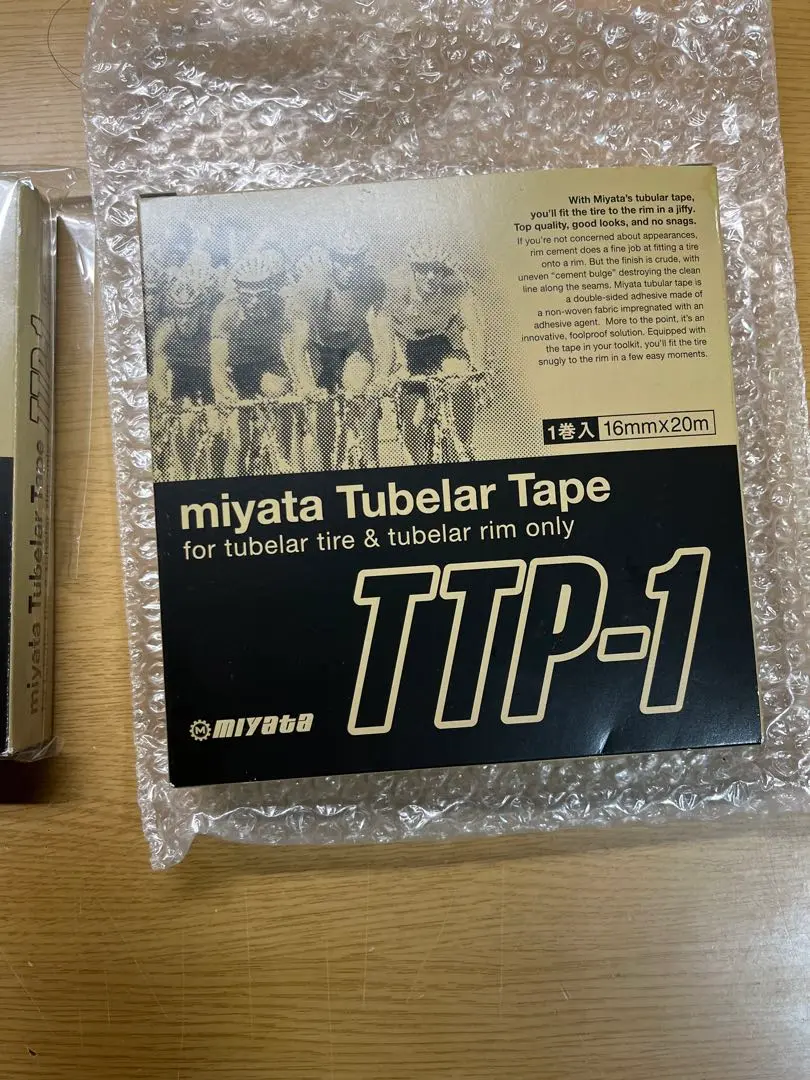 With Miyata's tubular tape,
you'll fit the tire to the rim in a jiffy.
Top quality, good looks, and no snags.
If you're not concerned about appearances,
rim cement does a fine job at fitting a tire
onto a rim. But the finish is crude, with
uneven "cement bulge" destroying the clean
line along the seams. Miyata tubular tape is
a double-sided adhesive made of
a non-woven fabric impregnated with an
adhesive agent. More to the point, it's an
innovative, foolproof solution. Equipped with
the tape in your toolkit, you'll fit the tire
snugly to the rim in a few easy moments.
1巻入 16mmX20m
miyata Tubelar Tape
for tubelar tire & tubelar rim only
TTP-1
M miyata
miyata Tubelar Tape TTP-1